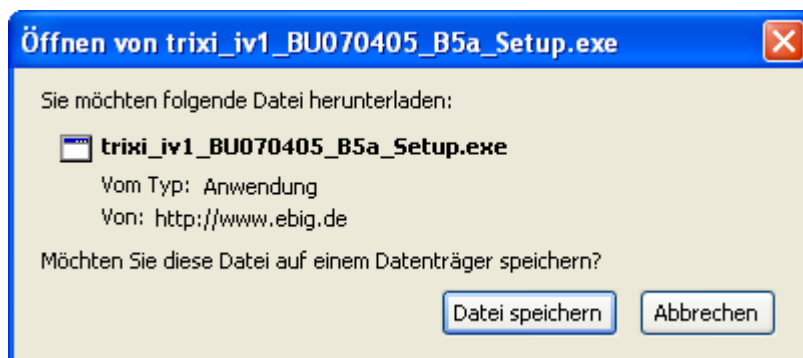 Öffnen von trixi_iv1_BU070405_B5a_Setup.exe
Sie möchten folgende Datei herunterladen:
trixi_iv1_BU070405_B5a_Setup.exe
Vom Typ: Anwendung
Von: http://www.ebig.de
Möchten Sie diese Datei auf einem Datenträger speichern?
Datei speichern Abbrechen